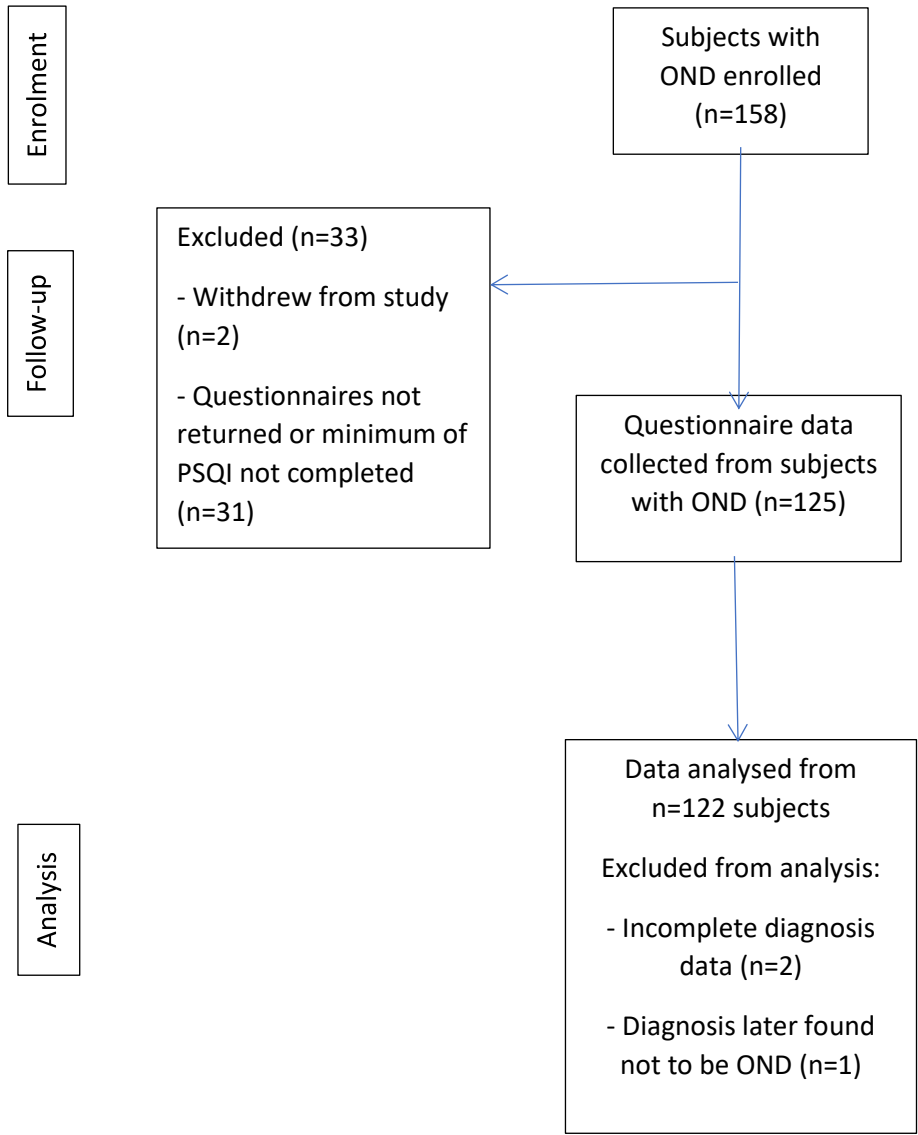 Enrolment
Subjects with
OND enrolled
(n=158)
Follow-up
Excluded (n=33)
- Withdrew from study
(n=2)
- Questionnaires not
returned or minimum of
PSQI not completed
(n=31)
Questionnaire data
collected from subjects
with OND (n=125)
Analysis
Data analysed from
n=122 subjects
Excluded from analysis:
- Incomplete diagnosis
data (n=2)
- Diagnosis later found
not to be OND (n=1)